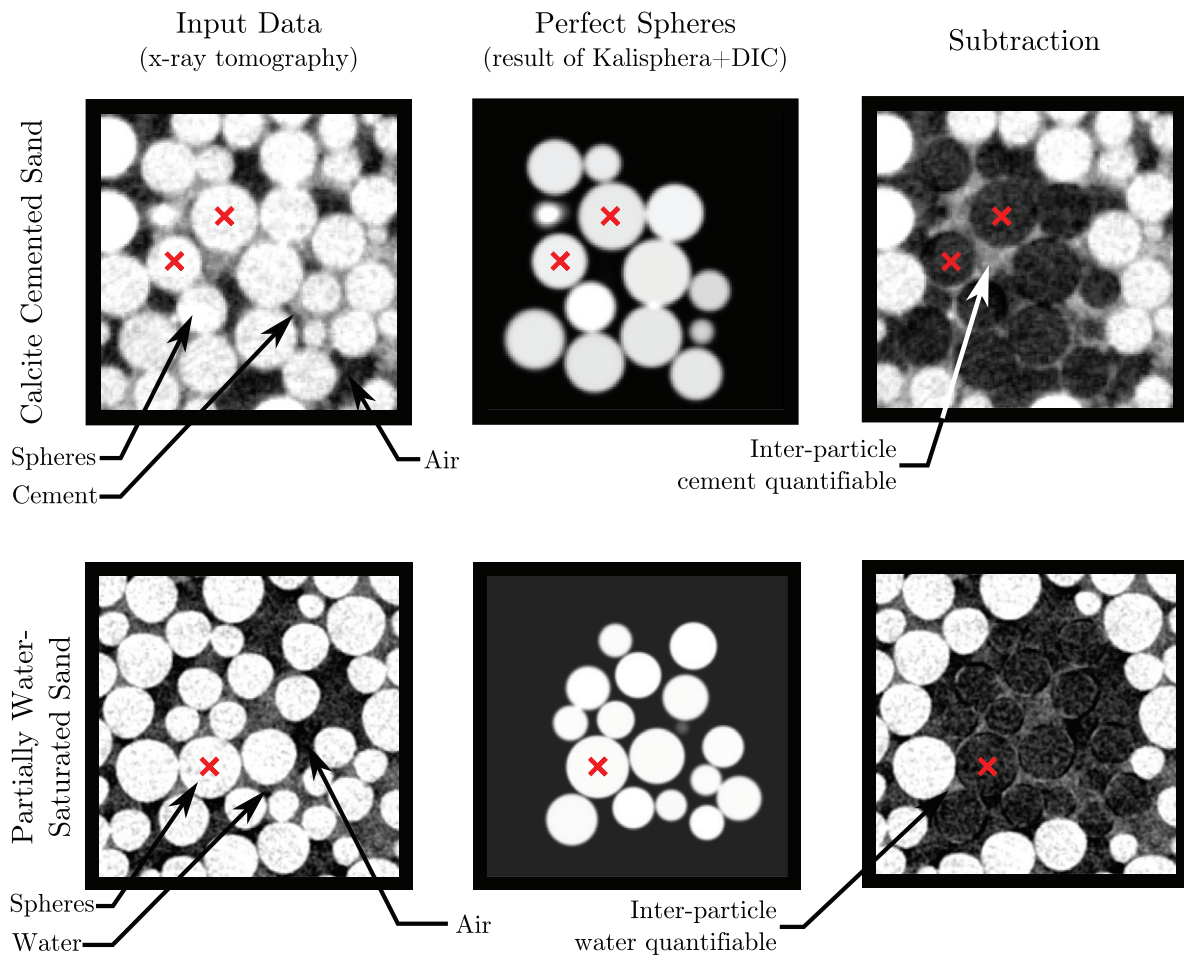 Input Data
(x-ray tomography)
Perfect Spheres
(result of Kalisphera+DIC)
Subtraction
Calcite Cemented Sand
Spheres
Cement
Air
Inter-particle
cement quantifiable
Partially Water-
Saturated Sand
Spheres
Water
Air
Inter-particle
water quantifiable